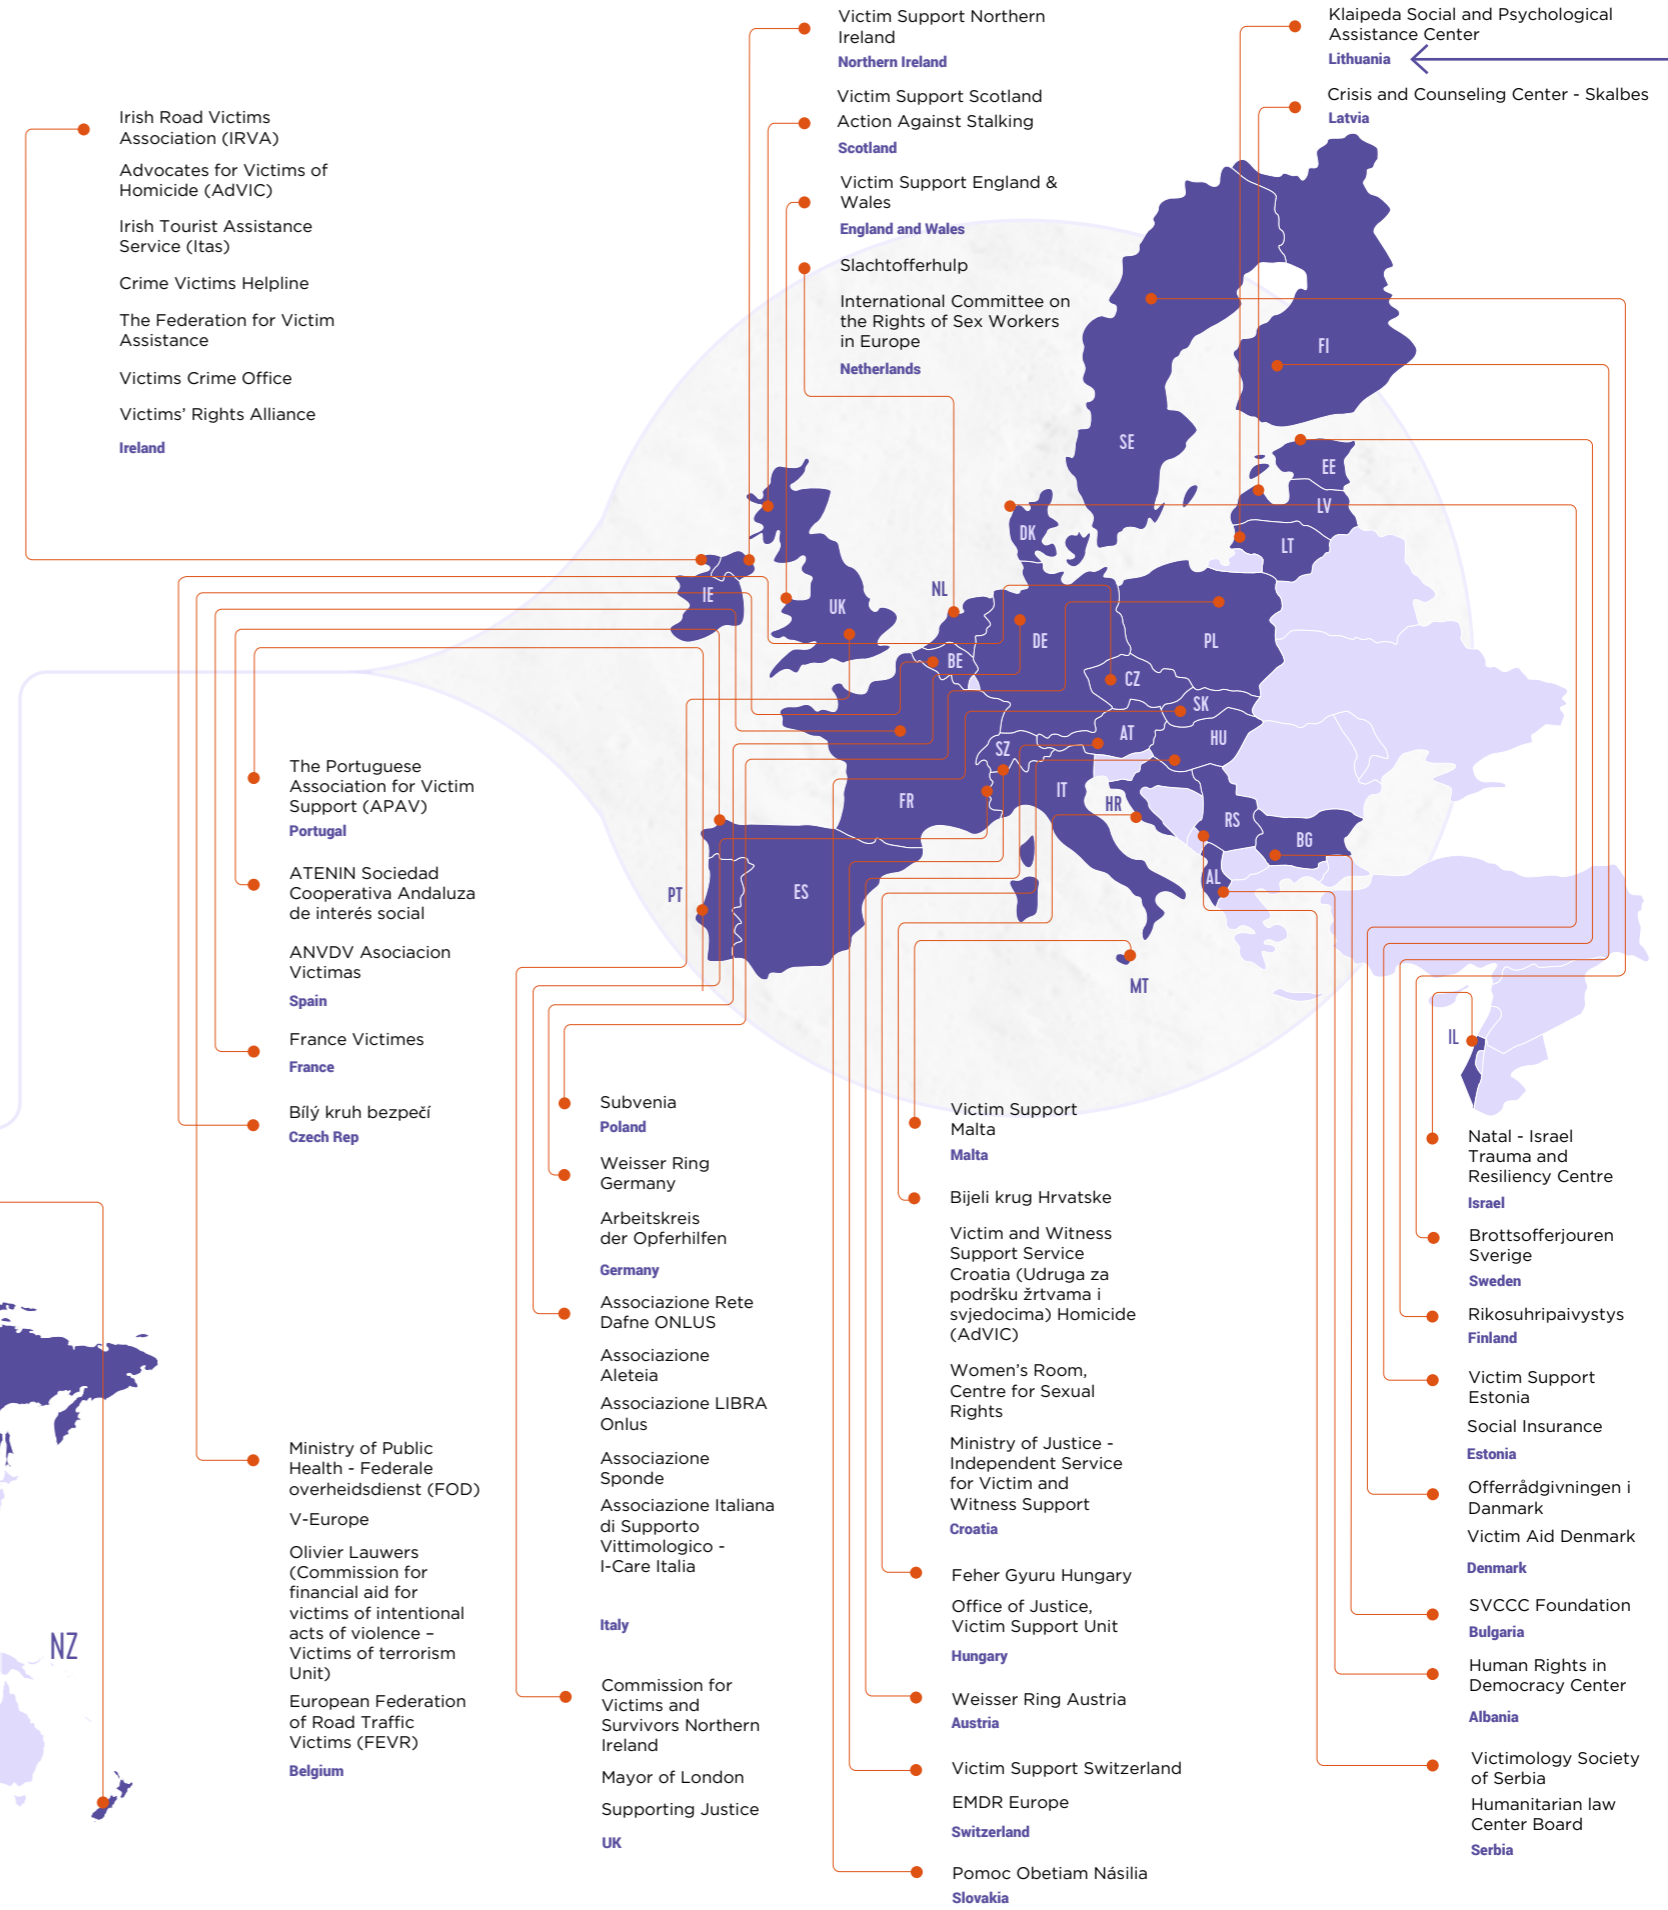 Irish Road Victims
Association (IRVA)
Advocates for Victims of
Homicide (AdVIC)
Irish Tourist Assistance
Service (Itas)
Crime Victims Helpline
The Federation for Victim
Assistance
Victims Crime Office
Victims’ Rights Alliance
Ireland
Victim Support Northern
Ireland
Northern Ireland
Victim Support Scotland
Action Against Stalking
Scotland
Victim Support England &
Wales
England and Wales
Slachtofferhulp
International Committee on
the Rights of Sex Workers
in Europe
Netherlands
Klaipeda Social and Psychological
Assistance Center
Lithuania
Crisis and Counseling Center - Skalbes
Latvia
FI
SE
EE
LV
DK
LT
NL
IE
UK
DE
PL
BE
CZ
SK
AT
HU
SZ
IT
FR
HR
RS
BG
AL
PT
ES
MT
IL
The Portuguese
Association for Victim
Support (APAV)
Portugal
ATENIN Sociedad
Cooperativa Andaluza
de interés social
ANVDV Asociacion
Victimas
Spain
France Victimes
France
Bílý kruh bezpečí
Czech Rep
Ministry of Public
Health - Federale
overheidsdienst (FOD)
V-Europe
Olivier Lauwers
(Commission for
financial aid for
victims of intentional
acts of violence –
Victims of terrorism
Unit)
European Federation
of Road Traffic
Victims (FEVR)
Belgium
NZ
Subvenia
Poland
Weisser Ring
Germany
Arbeitskreis
der Opferhilfen
Germany
Associazione Rete
Dafne ONLUS
Associazione
Aleteia
Associazione LIBRA
Onlus
Associazione
Sponde
Associazione Italiana
di Supporto
Vittimologico -
I-Care Italia
Italy
Commission for
Victims and
Survivors Northern
Ireland
Mayor of London
Supporting Justice
UK
Victim Support
Malta
Malta
Bijeli krug Hrvatske
Victim and Witness
Support Service
Croatia (Udruga za
podršku žrtvama i
svjedocima) Homicide
(AdVIC)
Women’s Room,
Centre for Sexual
Rights
Ministry of Justice -
Independent Service
for Victim and
Witness Support
Croatia
Feher Gyuru Hungary
Office of Justice,
Victim Support Unit
Hungary
Weisser Ring Austria
Austria
Victim Support Switzerland
EMDR Europe
Switzerland
Pomoc Obetiam Násilia
Slovakia
Natal - Israel
Trauma and
Resiliency Centre
Israel
Brottsofferjouren
Sverige
Sweden
Rikosuhripaivystys
Finland
Victim Support
Estonia
Social Insurance
Estonia
Offerrådgivningen i
Danmark
Victim Aid Denmark
Denmark
SVCCC Foundation
Bulgaria
Human Rights in
Democracy Center
Albania
Victimology Society
of Serbia
Humanitarian law
Center Board
Serbia